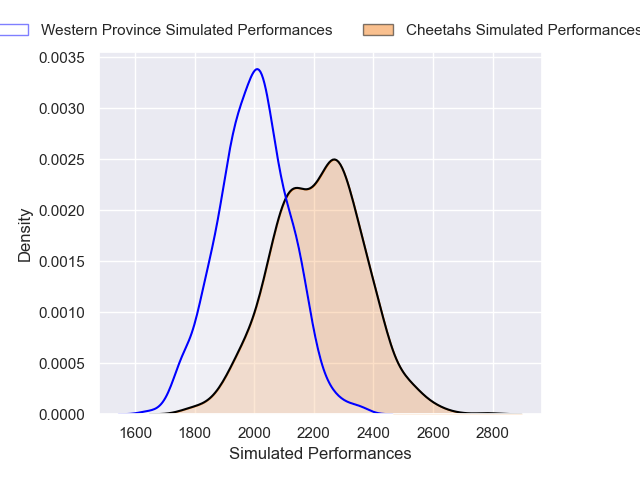 Western Province Simulated Performances
Cheetahs Simulated Performances
0.0035
0.0030
0.0025
0.0020
0.0015
0.0010
0.0005
0.0000
Density
1600 1800 2000 2200 2400 2600 2800
Simulated Performances